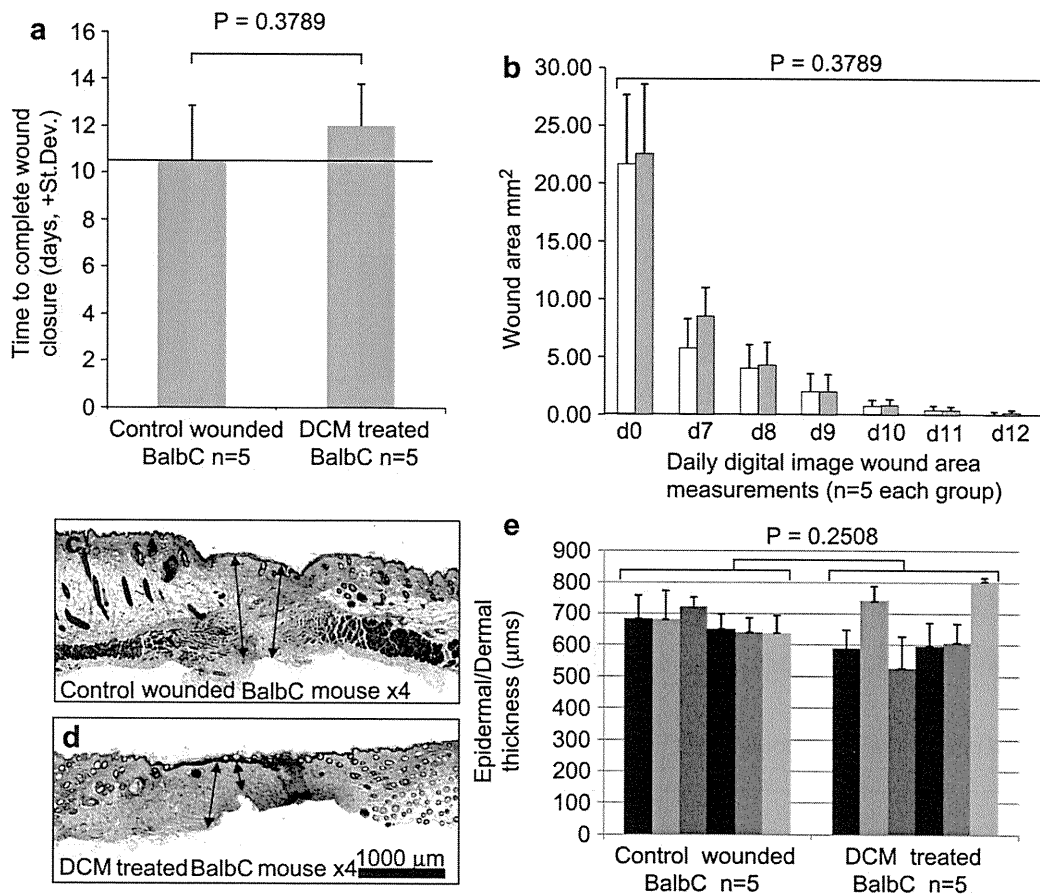 a
P = 0.3789
16
14
12
10
8
6
4
2
0
Time to complete wound
closure (days, +St.Dev.)
Control wounded
BalbC n=5
DCM treated
BalbC n=5
b
P = 0.3789
30.00
25.00
20.00
15.00
10.00
5.00
0.00
Wound area mm²
d0 d7 d8 d9 d10 d11 d12
Daily digital image wound area
measurements (n=5 each group)
c
Control wounded BalbC mouse x4
d
DCM treated BalbC mouse x4
1000 μm
e
P = 0.2508
900
800
700
600
500
400
300
200
100
0
Epidermal/Dermal
thickness (μms)
Control wounded
BalbC n=5
DCM treated
BalbC n=5